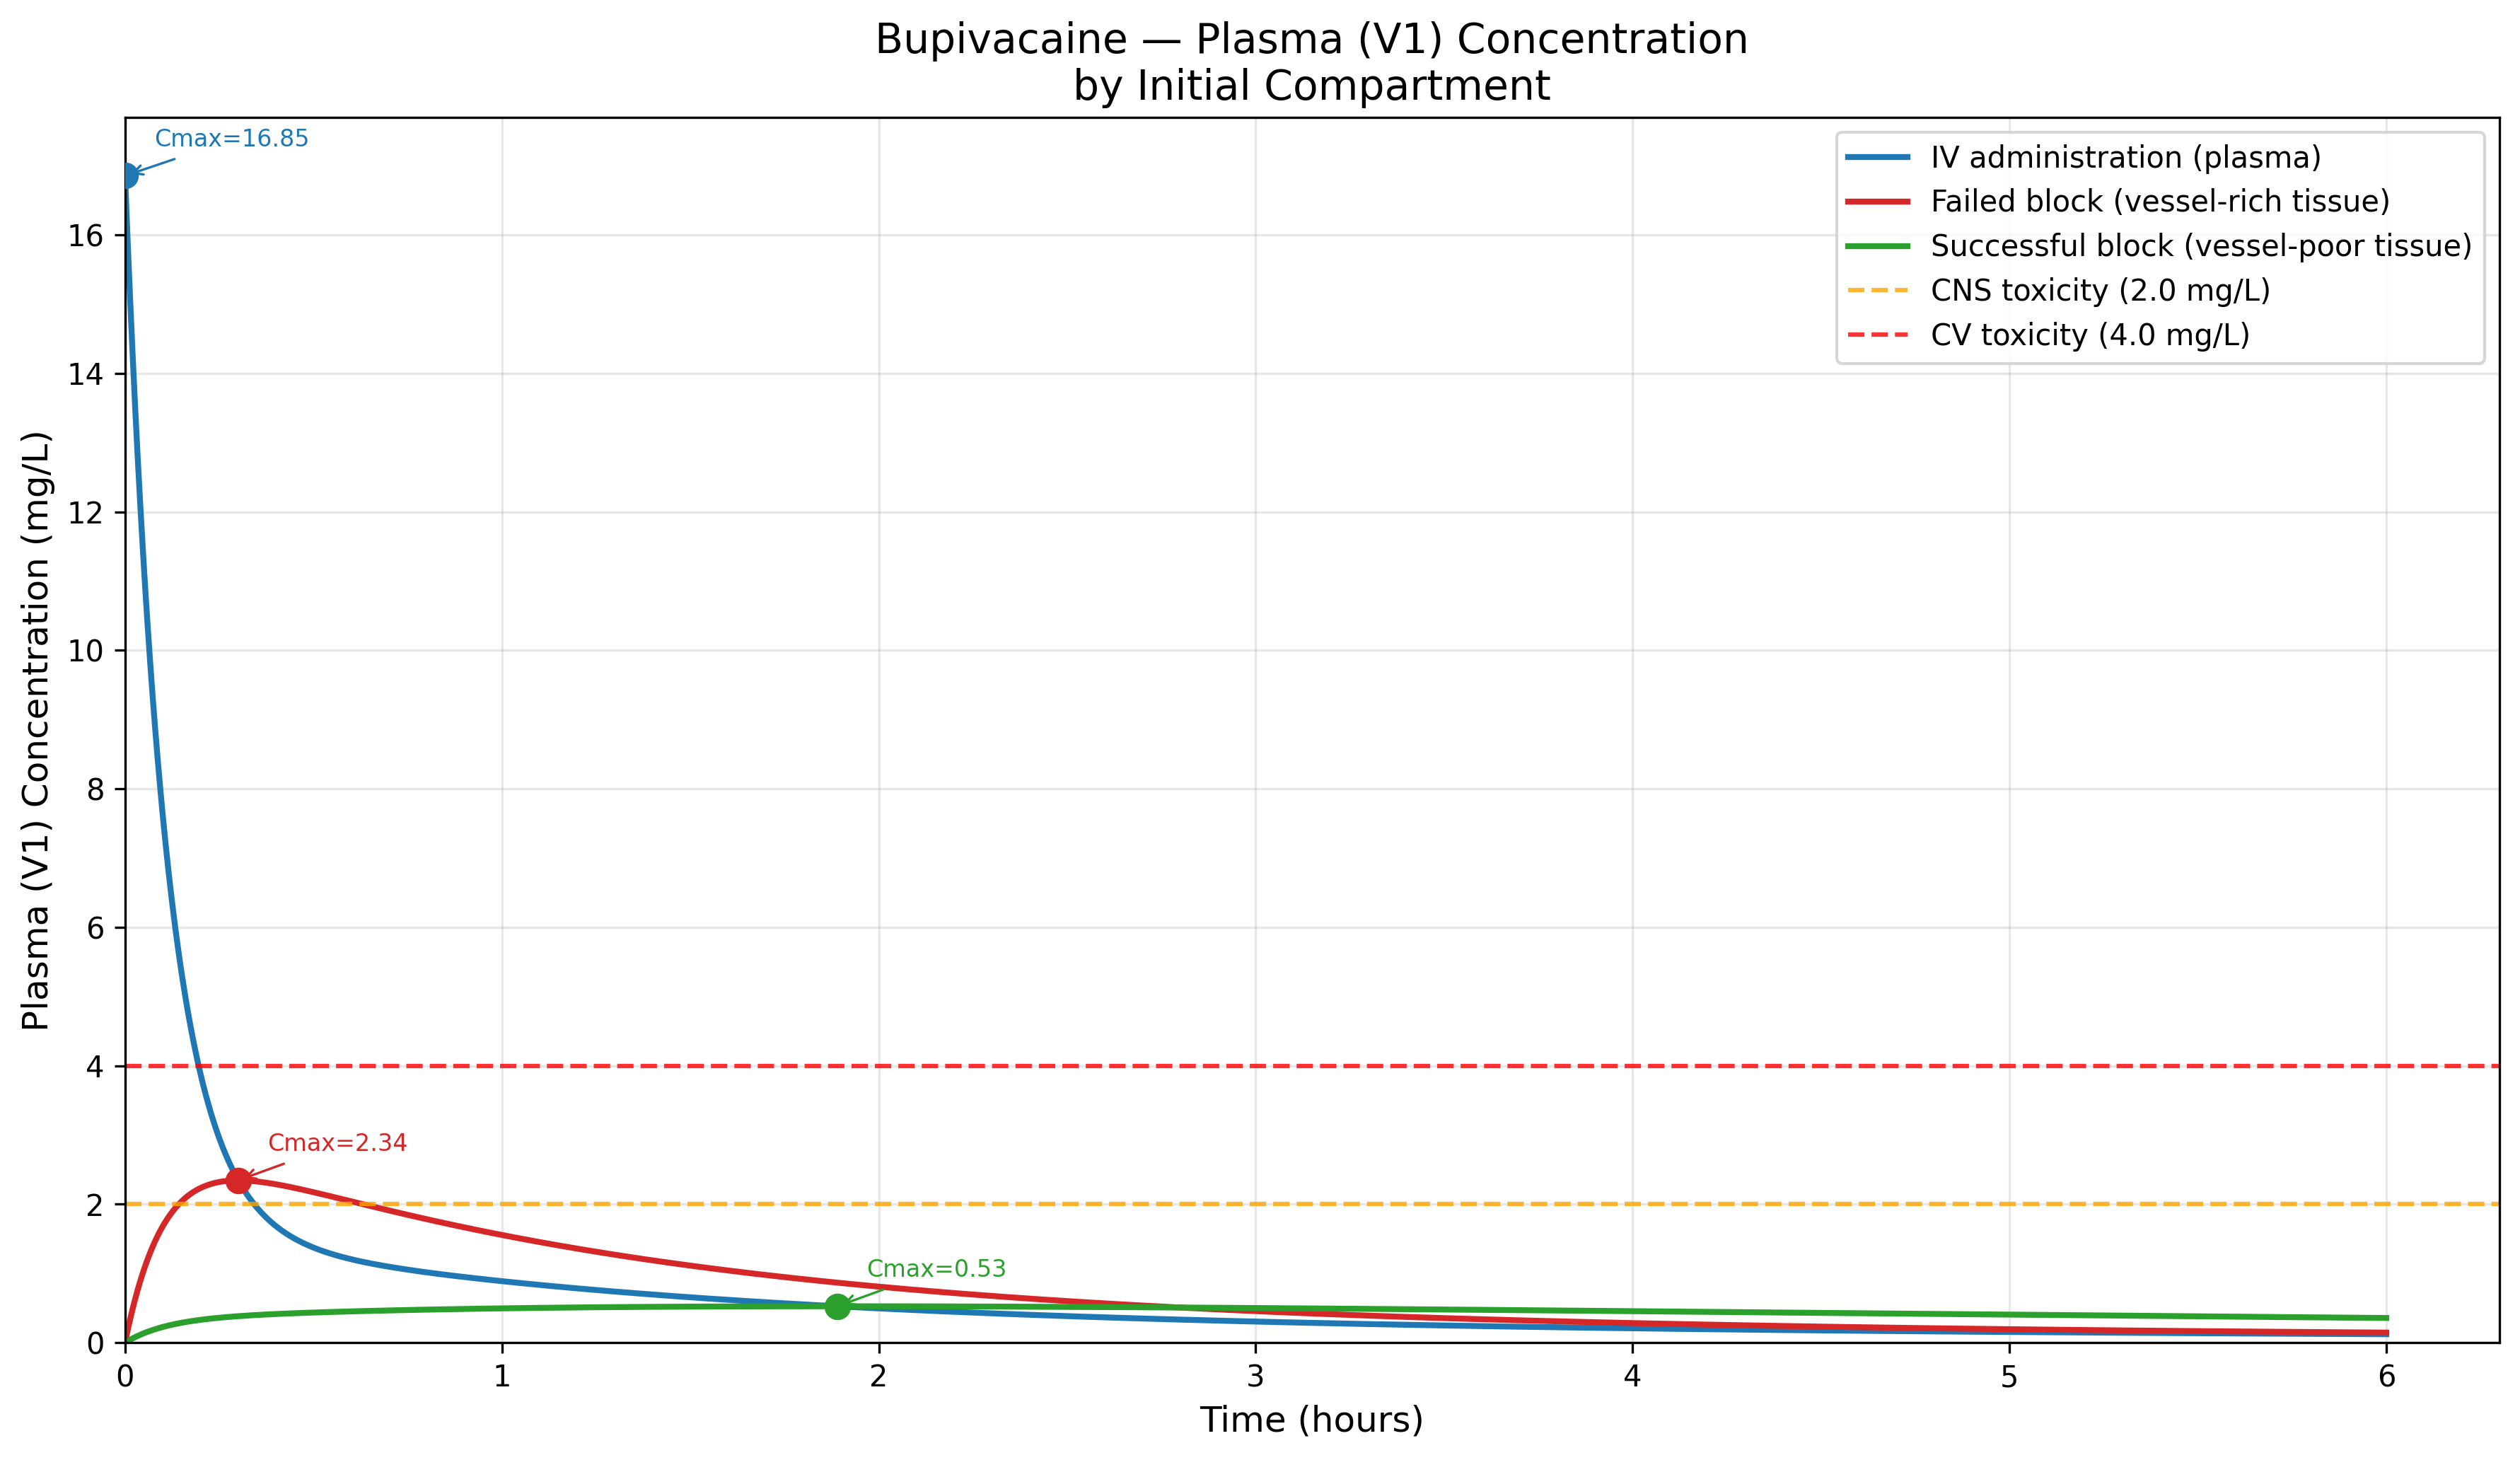 Bupivacaine — Plasma (V1) Concentration
by Initial Compartment
Cmax=16.85
IV administration (plasma)
Failed block (vessel-rich tissue)
Successful block (vessel-poor tissue)
CNS toxicity (2.0 mg/L)
CV toxicity (4.0 mg/L)
Plasma (V1) Concentration (mg/L)
16
14
12
10
8
6
4
2
0
Cmax=2.34
Cmax=0.53
0
1
2
3
4
5
6
Time (hours)